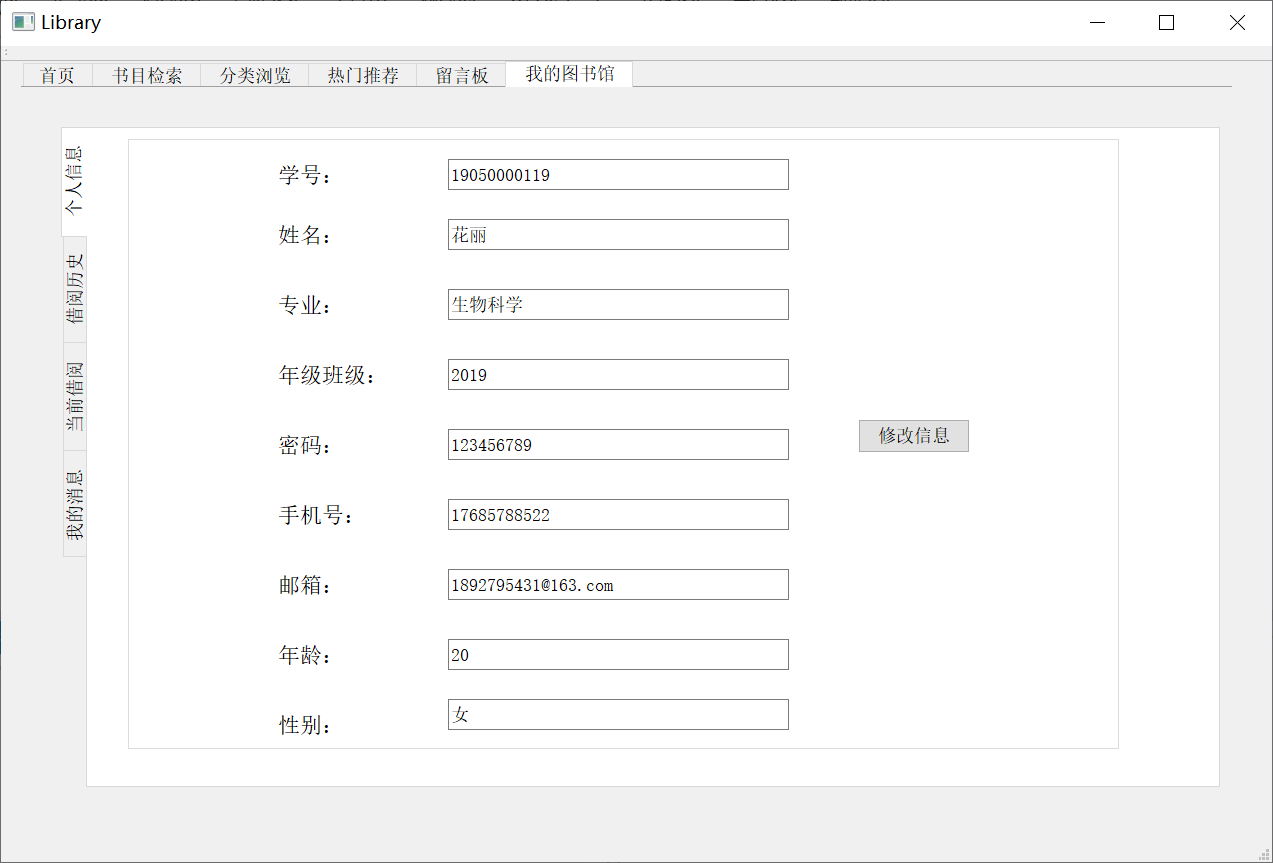 Library
首页 书目检索 分类浏览 热门推荐 留言板 我的图书馆
个人信息
借阅历史
当前借阅
我的消息
学号: 19050000119
姓名: 花丽
专业: 生物科学
年级班级: 2019
密码: 123456789
修改信息
手机号: 17685788522
邮箱: 1892795431@163.com
年龄: 20
性别: 女